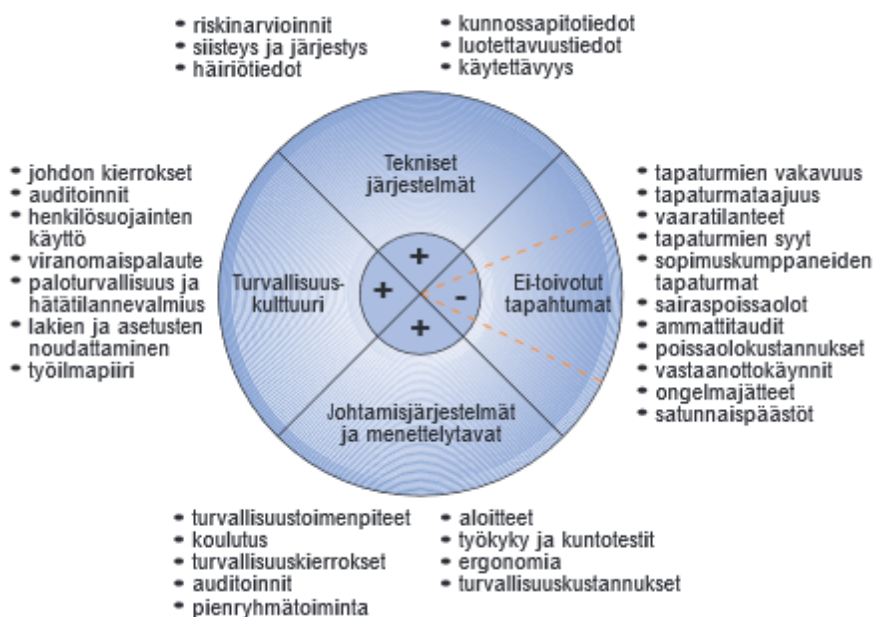 • riskinarvioinnit
• siisteys ja järjestys
• häiriötiedot
• kunnossapitotiedot
• luotettavuustiedot
• käytettävyys
• johdon kierrokset
• auditoinnit
• henkilösuojainten
käyttö
• viranomaispalaute
• paloturvallisuus ja
hätätilannevalmius
• lakien ja asetusten
noudattaminen
• työilmapiiri
Tekniset
järjestelmät
Turvallisuus-
kulttuuri
+
+
-
+
Ei-toivotut
tapahtumat
Johtamisjärjestelmät
ja menettelytavat
• tapaturmien vakavuus
• tapaturmataajuus
• vaaratilanteet
• tapaturmien syyt
• sopimuskumppaneiden
tapaturmat
• sairaspoissaolot
• ammattitaudit
• poissaolokustannukset
• vastaanottokäynnit
• ongelmajätteet
• satunnaispäästöt
• turvallisuustoimenpiteet
• koulutus
• turvallisuuskierrokset
• auditoinnit
• pienryhmätoiminta
• aloitteet
• työkyky ja kuntotestit
• ergonomia
• turvallisuuskustannukset